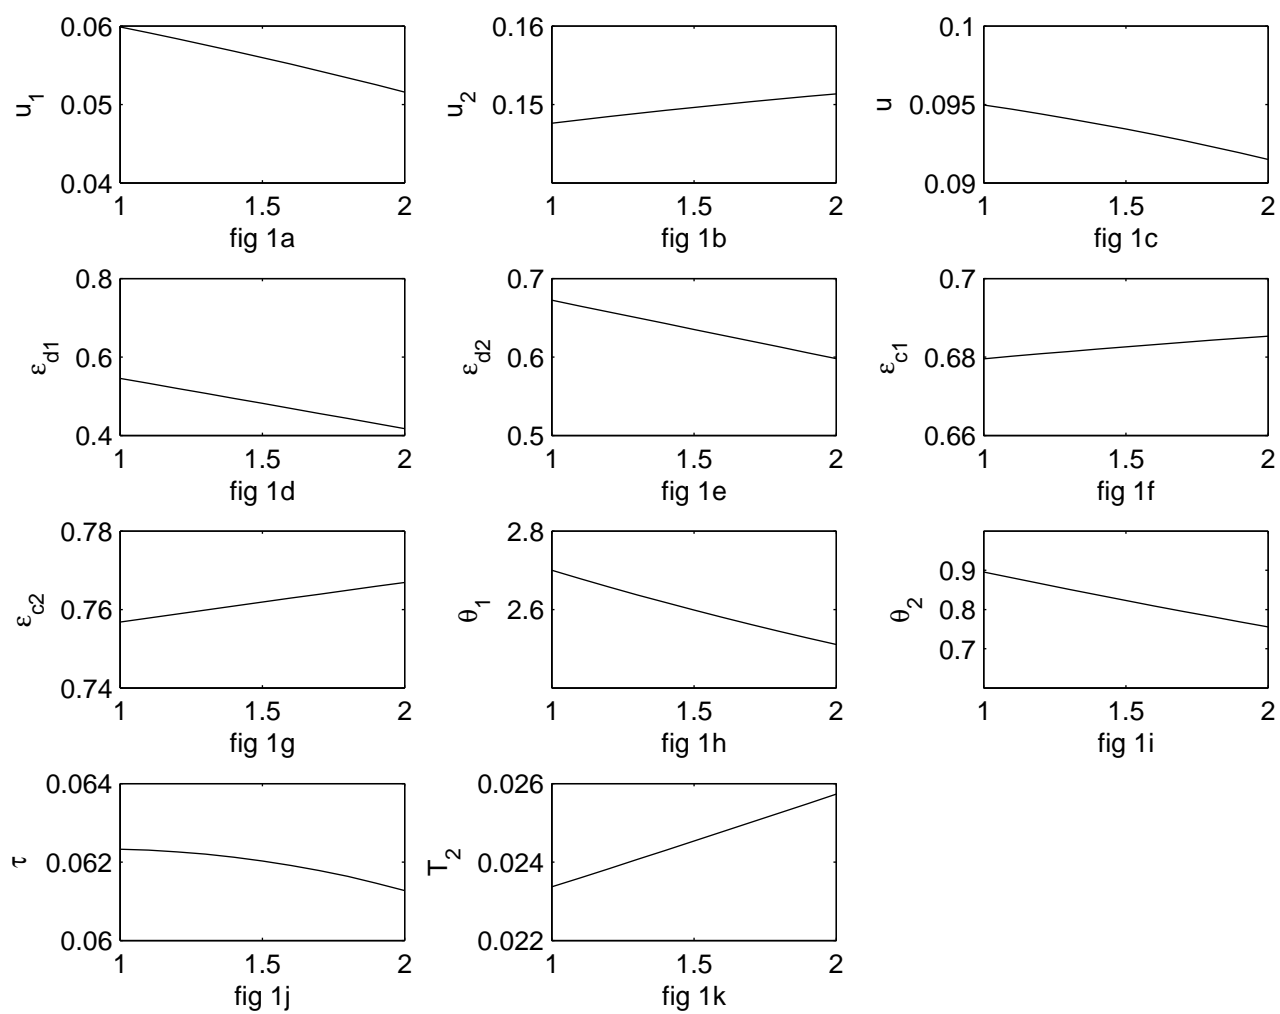 0.06
0.05
0.04
u1
1 1.5 2
fig 1a
0.16
0.15
u2
1 1.5 2
fig 1b
0.1
0.095
0.09
u
1 1.5 2
fig 1c
0.8
0.6
0.4
εd1
1 1.5 2
fig 1d
0.7
0.6
0.5
εd2
1 1.5 2
fig 1e
0.7
0.68
0.66
εc1
1 1.5 2
fig 1f
0.78
0.76
0.74
εc2
1 1.5 2
fig 1g
2.8
2.6
θ1
1 1.5 2
fig 1h
0.9
0.8
0.7
θ2
1 1.5 2
fig 1i
0.064
0.062
0.06
τ
1 1.5 2
fig 1j
0.026
0.024
0.022
T2
1 1.5 2
fig 1k